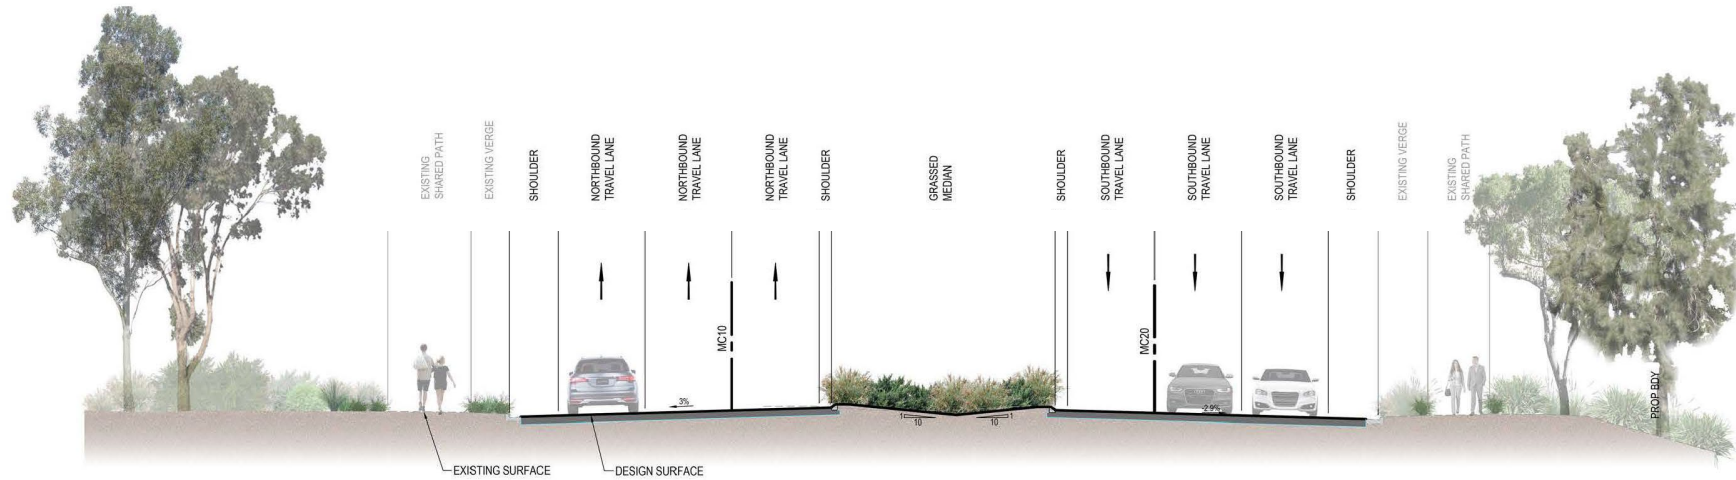 EXISTING
SHARED PATH
EXISTING VERGE
SHOULDER
NORTHBOUND
TRAVEL LANE
NORTHBOUND
TRAVEL LANE
NORTHBOUND
TRAVEL LANE
SHOULDER
GRASSED
MEDIAN
SHOULDER
SOUTHBOUND
TRAVEL LANE
SOUTHBOUND
TRAVEL LANE
SOUTHBOUND
TRAVEL LANE
SHOULDER
EXISTING VERGE
EXISTING
SHARED PATH
MC10
MC20
3%
1
10
1
10
-2.9%
PROP BDY
EXISTING SURFACE
DESIGN SURFACE